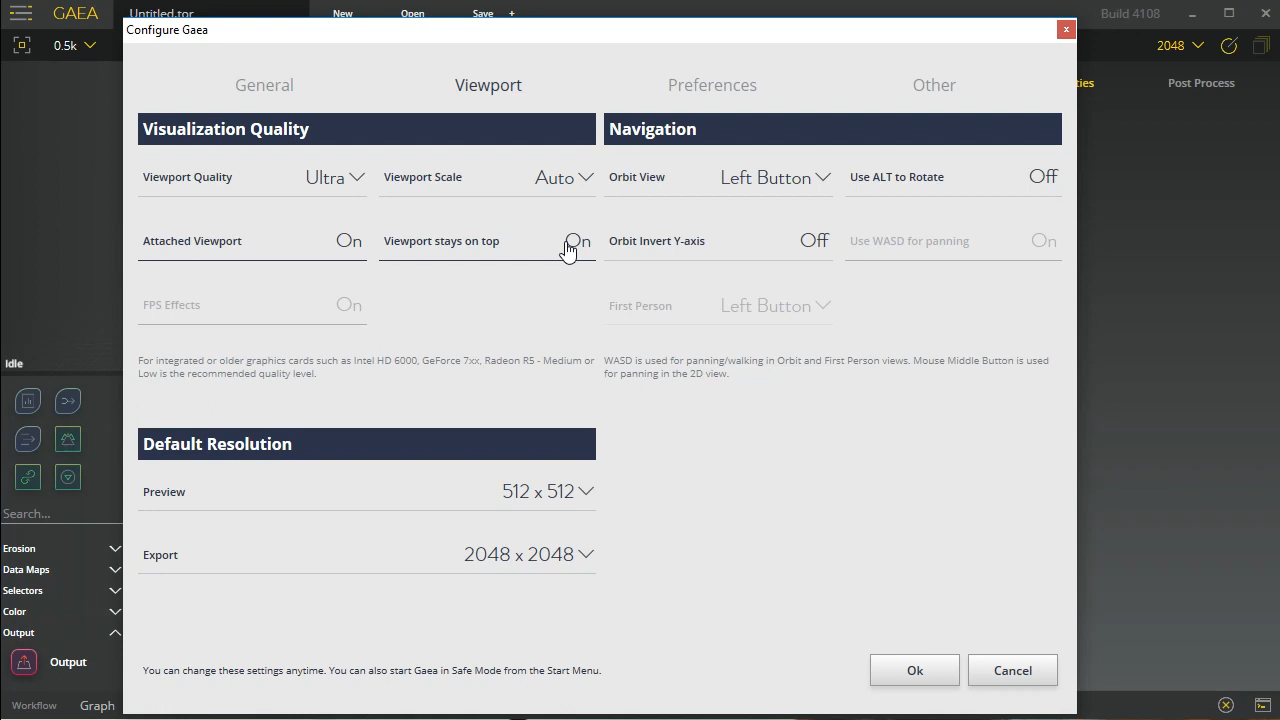 GAEA
Untitled.tor
New
Open
Save
+
Build 4108
Configure Gaea
x
0.5k
2048
General
Viewport
Preferences
Other
ties
Post Process
Visualization Quality
Navigation
Viewport Quality
Ultra
Viewport Scale
Auto
Orbit View
Left Button
Use ALT to Rotate
Off
Attached Viewport
On
Viewport stays on top
On
Orbit Invert Y-axis
Off
Use WASD for panning
On
FPS Effects
On
First Person
Left Button
For integrated or older graphics cards such as Intel HD 6000, GeForce 7xx, Radeon R5 - Medium or
Low is the recommended quality level.
WASD is used for panning/walking in Orbit and First Person views. Mouse Middle Button is used
for panning in the 2D view.
Idle
Default Resolution
Preview
512 x 512
Search...
Erosion
Export
2048 x 2048
Data Maps
Selectors
Color
Output
Output
You can change these settings anytime. You can also start Gaea in Safe Mode from the Start Menu.
Ok
Cancel
Workflow
Graph